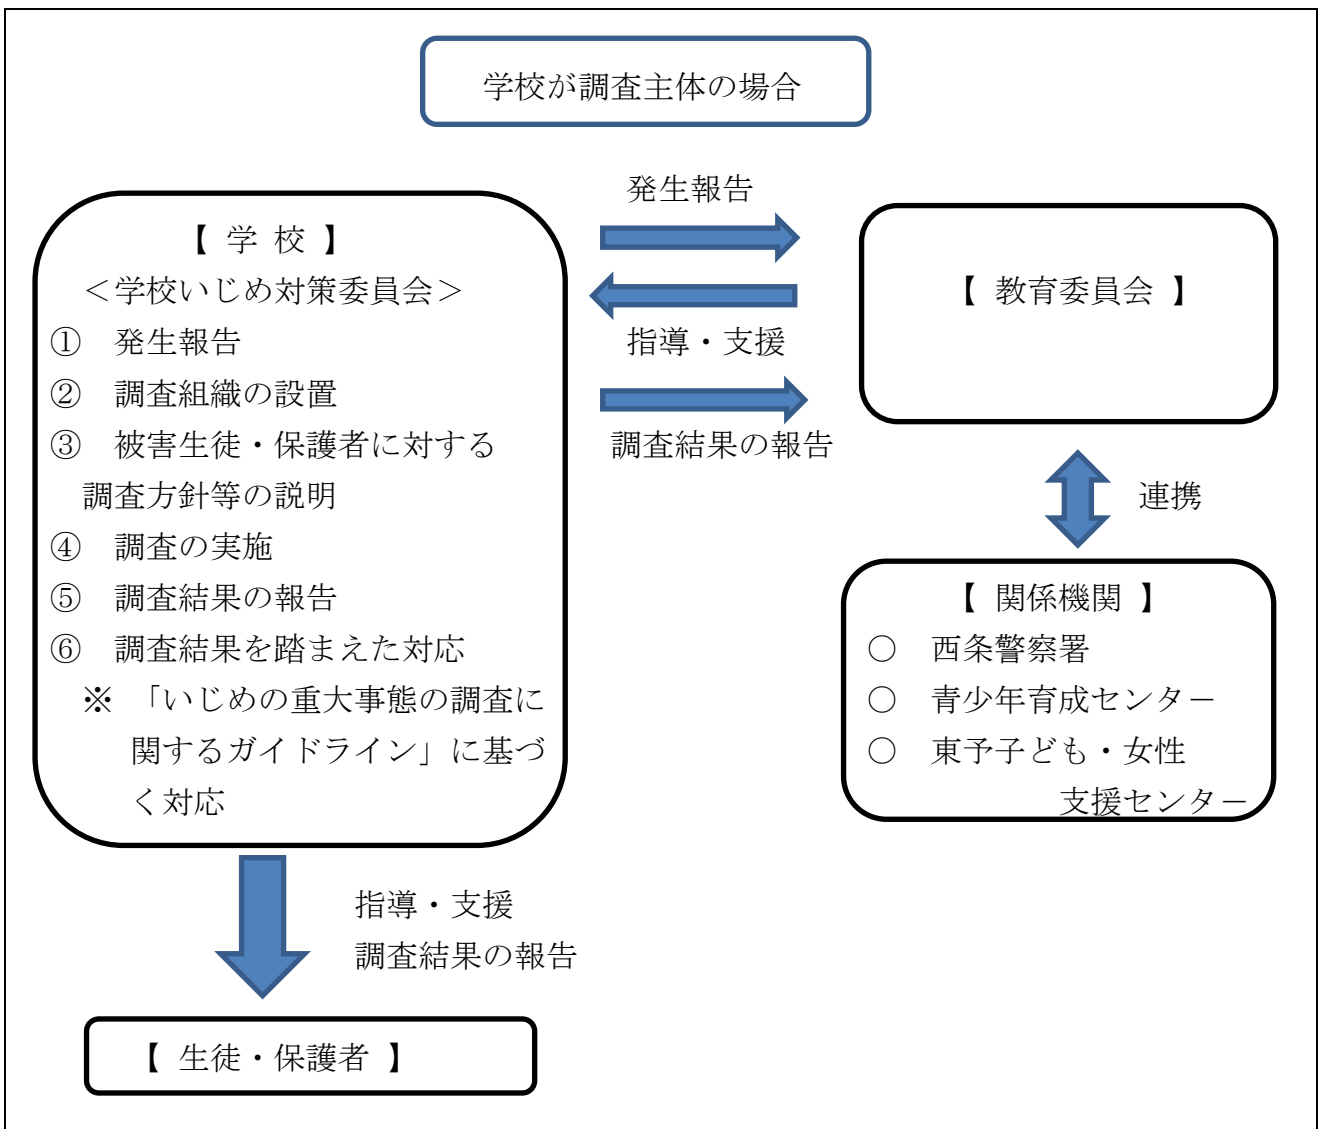 学校が調査主体の場合
【 学 校 】
＜学校いじめ対策委員会＞
① 発生報告
② 調査組織の設置
③ 被害生徒・保護者に対する
調査方針等の説明
④ 調査の実施
⑤ 調査結果の報告
⑥ 調査結果を踏まえた対応
※ 「いじめの重大事態の調査に
関するガイドライン」に基づ
く対応
発生報告
指導・支援
調査結果の報告
【 教育委員会 】
連携
【 関係機関 】
○ 西条警察署
○ 青少年育成センター
○ 東予子ども・女性
支援センター
指導・支援
調査結果の報告
【 生徒・保護者 】